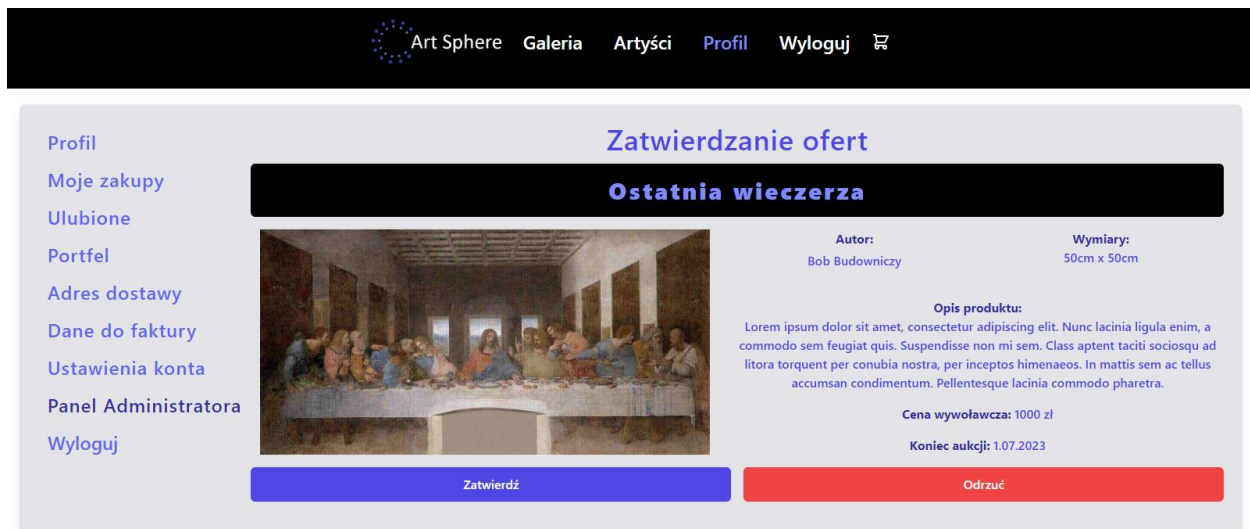 Art Sphere Galeria Artyści Profil Wyloguj
Profil
Moje zakupy
Ulubione
Portfel
Adres dostawy
Dane do faktury
Ustawienia konta
Panel Administratora
Wyloguj
Zatwierdzanie ofert
Ostatnia wieczerza
Autor:
Bob Budowniczy
Wymiary:
50cm x 50cm
Opis produktu:
Lorem ipsum dolor sit amet, consectetur adipiscing elit. Nunc lacinia ligula enim, a
commodo sem feugiat quis. Suspendisse non mi sem. Class aptent taciti sociosqu ad
litora torquent per conubia nostra, per inceptos himenaeos. In mattis sem ac tellus
accumsan condimentum. Pellentesque lacinia commodo pharetra.
Cena wywoławcza: 1000 zł
Koniec aukcji: 1.07.2023
Zatwierdź
Odrzuć